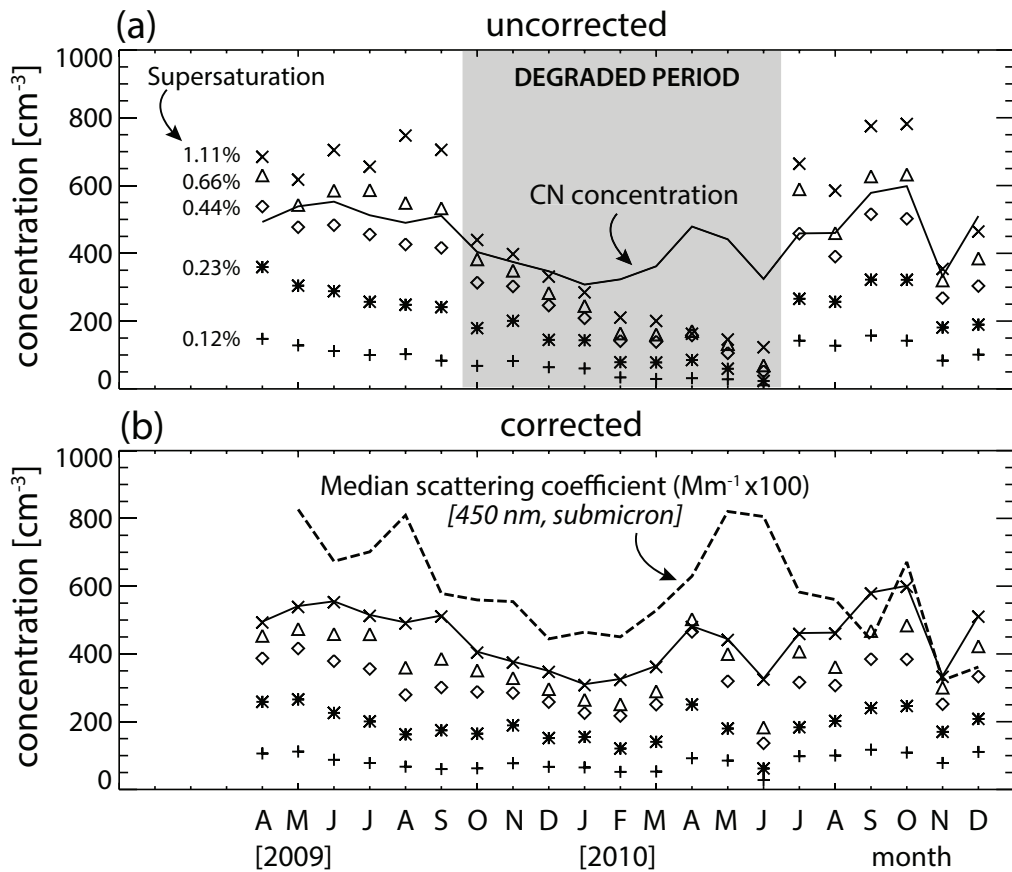 (a) uncorrected
1000
800
600
400
200
0
concentration [cm⁻³]
Supersaturation
1.11%
0.66%
0.44%
0.23%
0.12%
DEGRADED PERIOD
CN concentration
(b) corrected
1000
800
600
400
200
0
concentration [cm⁻³]
Median scattering coefficient (Mm⁻¹ x100)
[450 nm, submicron]
A M J J A S O N D J F M A M J J A S O N D
[2009] [2010] month